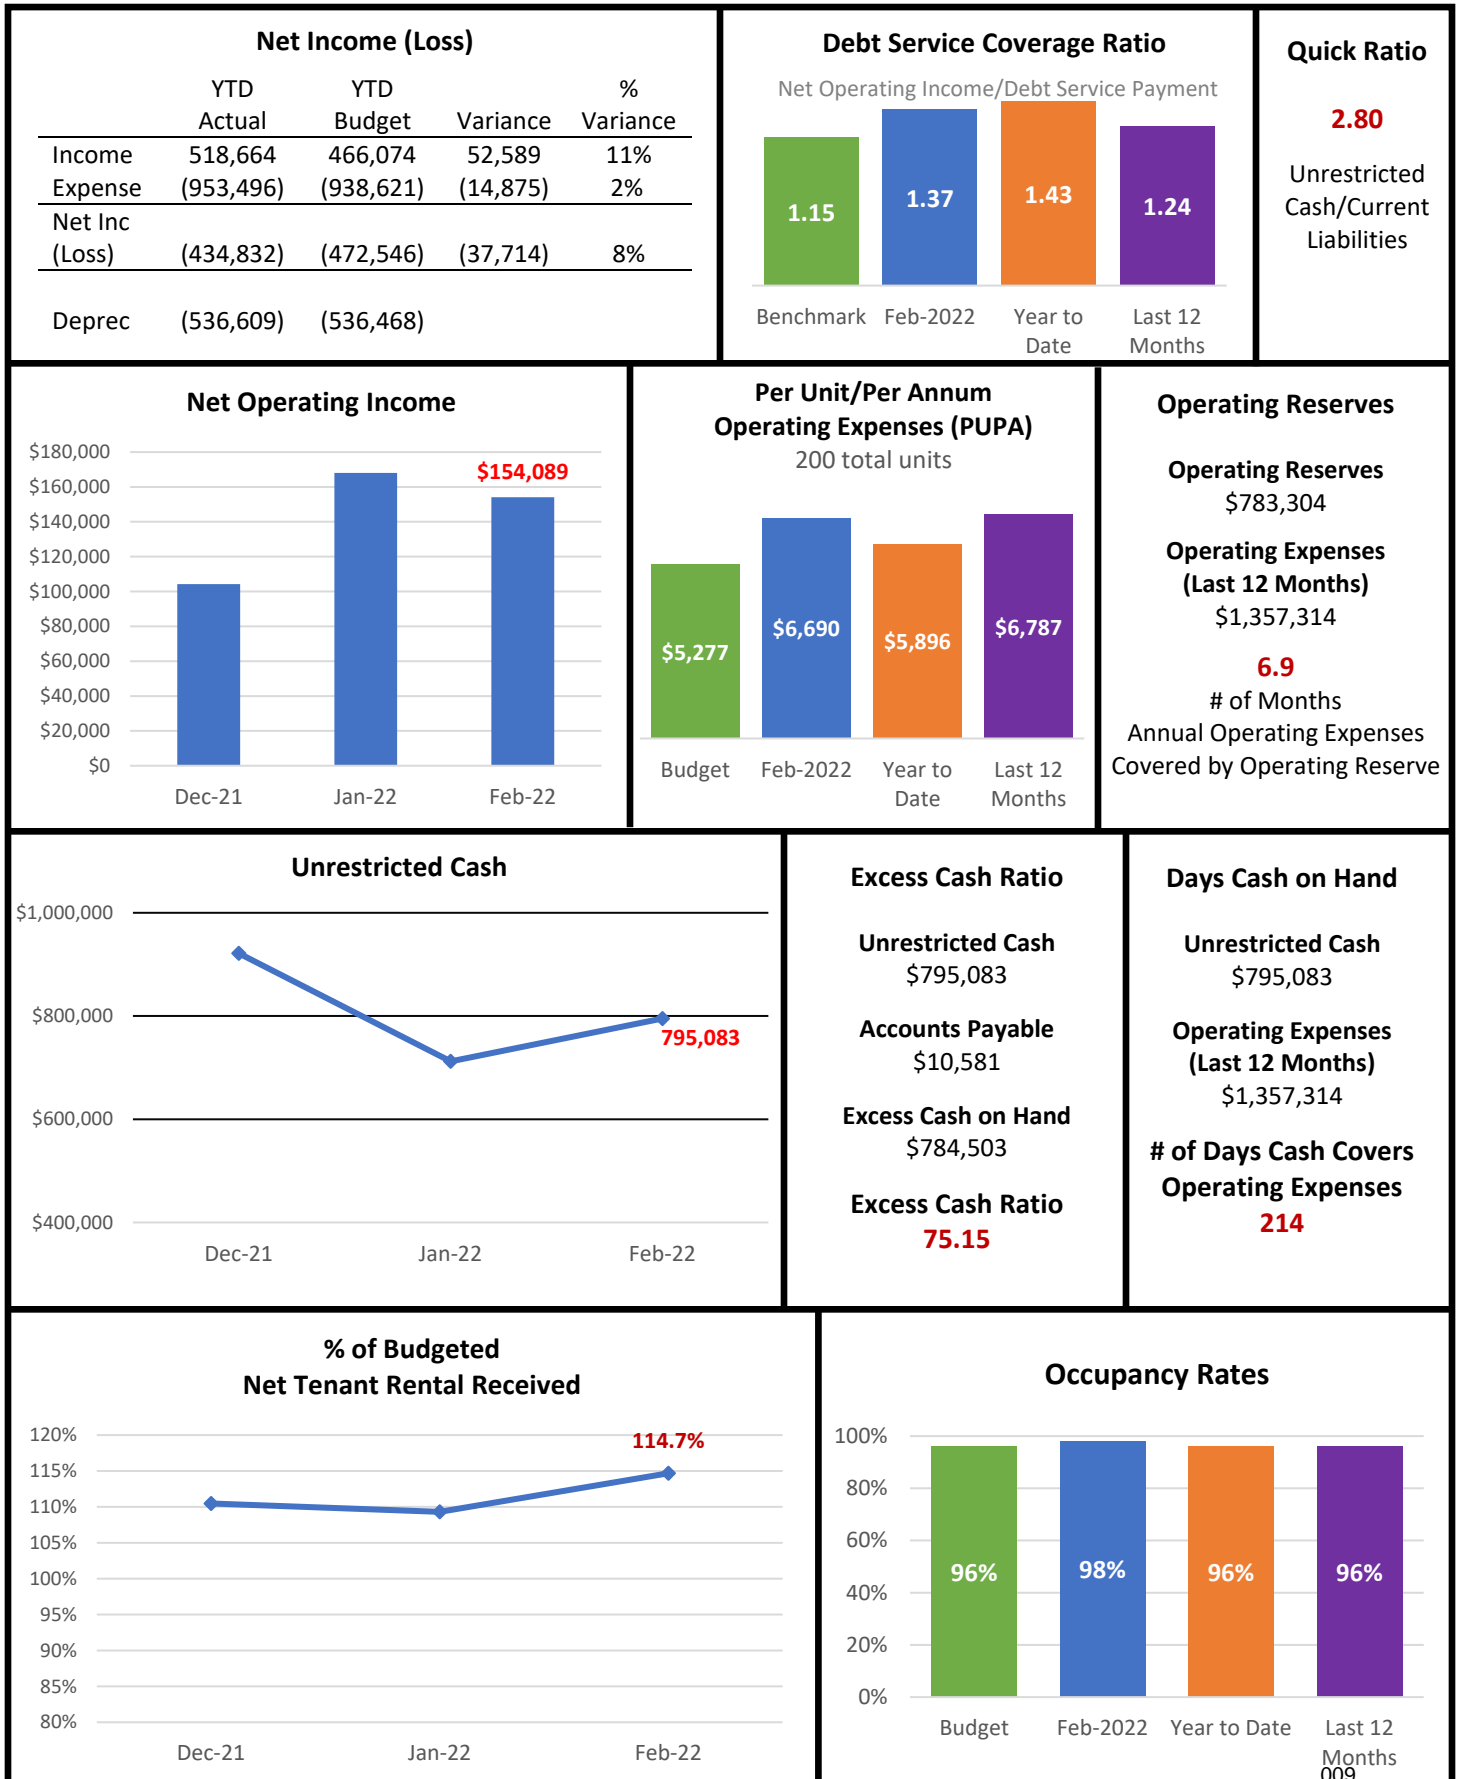 Net Income (Loss)
YTD YTD %
Actual Budget Variance Variance
Income 518,664 466,074 52,589 11%
Expense (953,496) (938,621) (14,875) 2%
Net Inc
(Loss) (434,832) (472,546) (37,714) 8%
Deprec (536,609) (536,468)
Debt Service Coverage Ratio
Net Operating Income/Debt Service Payment
1.15 1.37 1.43 1.24
Benchmark Feb-2022 Year to Last 12
Date Months
Quick Ratio
2.80
Unrestricted
Cash/Current
Liabilities
Net Operating Income
$180,000
$160,000
$140,000
$120,000
$100,000
$80,000
$60,000
$40,000
$20,000
$0
$154,089
Dec-21 Jan-22 Feb-22
Per Unit/Per Annum
Operating Expenses (PUPA)
200 total units
$5,277 $6,690 $5,896 $6,787
Budget Feb-2022 Year to Last 12
Date Months
Operating Reserves
Operating Reserves
$783,304
Operating Expenses
(Last 12 Months)
$1,357,314
6.9
# of Months
Annual Operating Expenses
Covered by Operating Reserve
Unrestricted Cash
$1,000,000
$800,000
$600,000
$400,000
795,083
Dec-21 Jan-22 Feb-22
Excess Cash Ratio
Unrestricted Cash
$795,083
Accounts Payable
$10,581
Excess Cash on Hand
$784,503
Excess Cash Ratio
75.15
Days Cash on Hand
Unrestricted Cash
$795,083
Operating Expenses
(Last 12 Months)
$1,357,314
# of Days Cash Covers
Operating Expenses
214
% of Budgeted
Net Tenant Rental Received
120%
115%
110%
105%
100%
95%
90%
85%
80%
114.7%
Dec-21 Jan-22 Feb-22
Occupancy Rates
100%
80%
60%
40%
20%
0%
96% 98% 96% 96%
Budget Feb-2022 Year to Date Last 12
Months
009